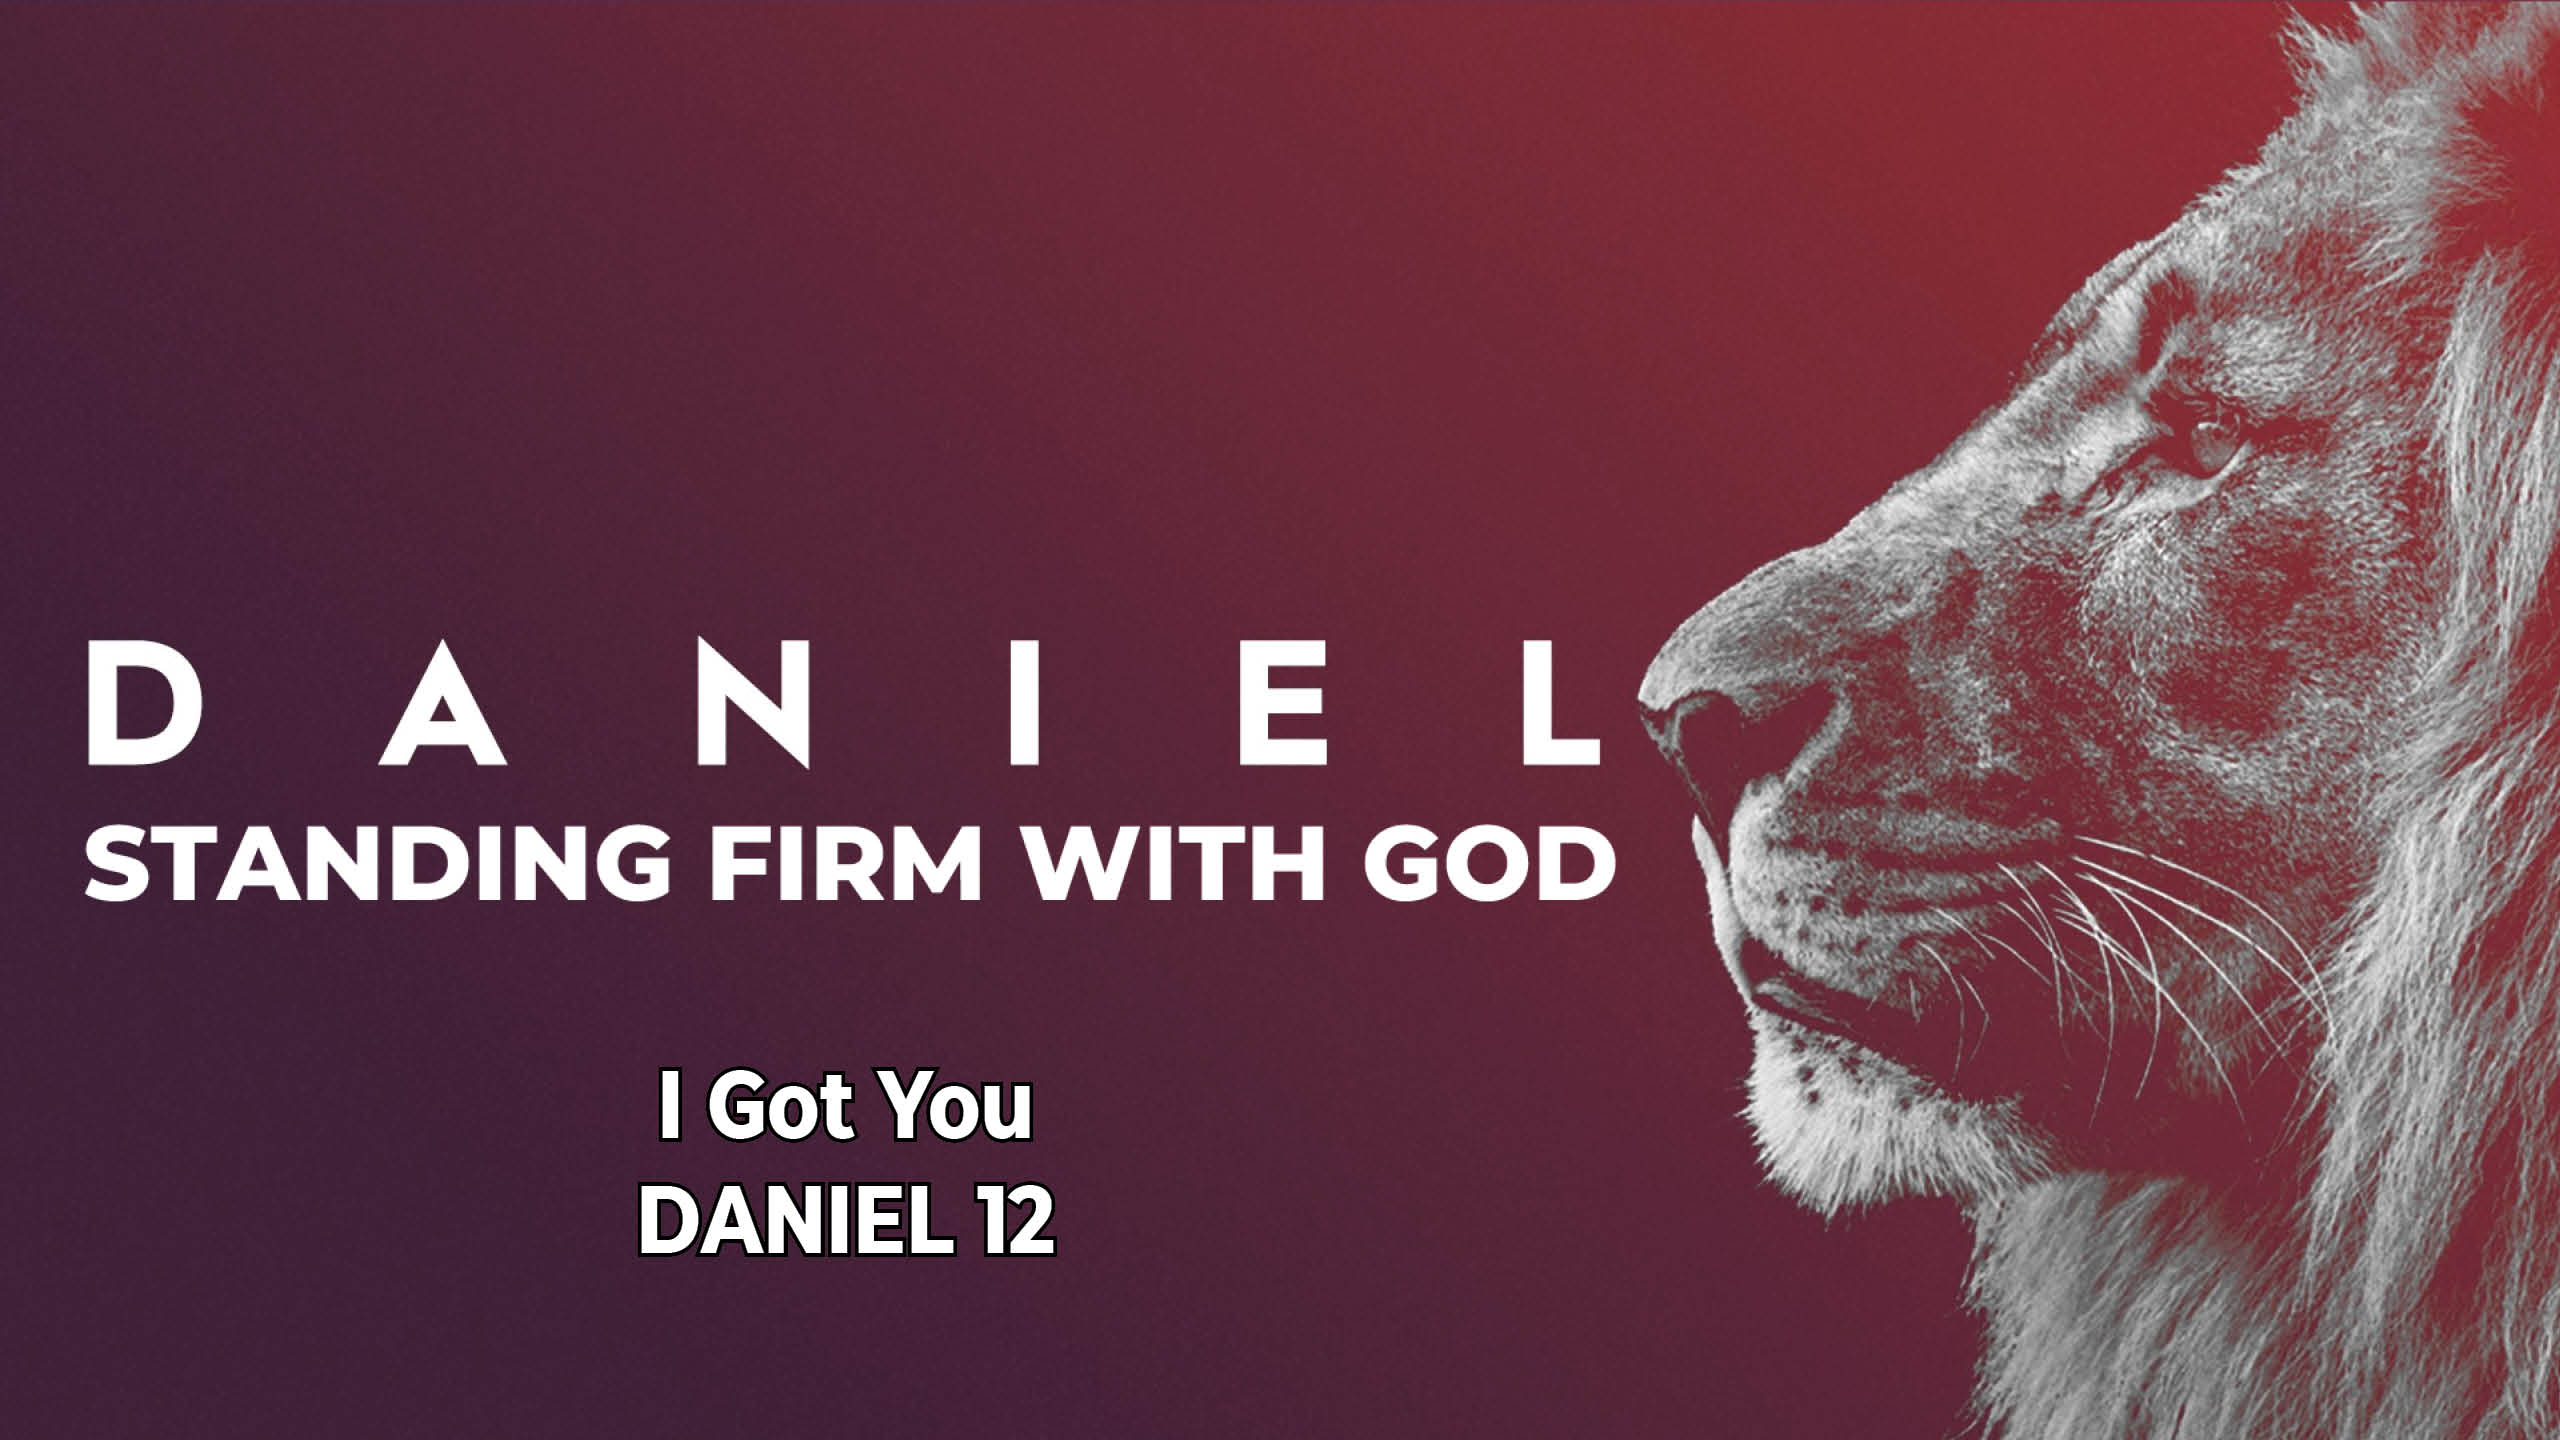 DANIEL
STANDING FIRM WITH GOD
I Got You
DANIEL 12